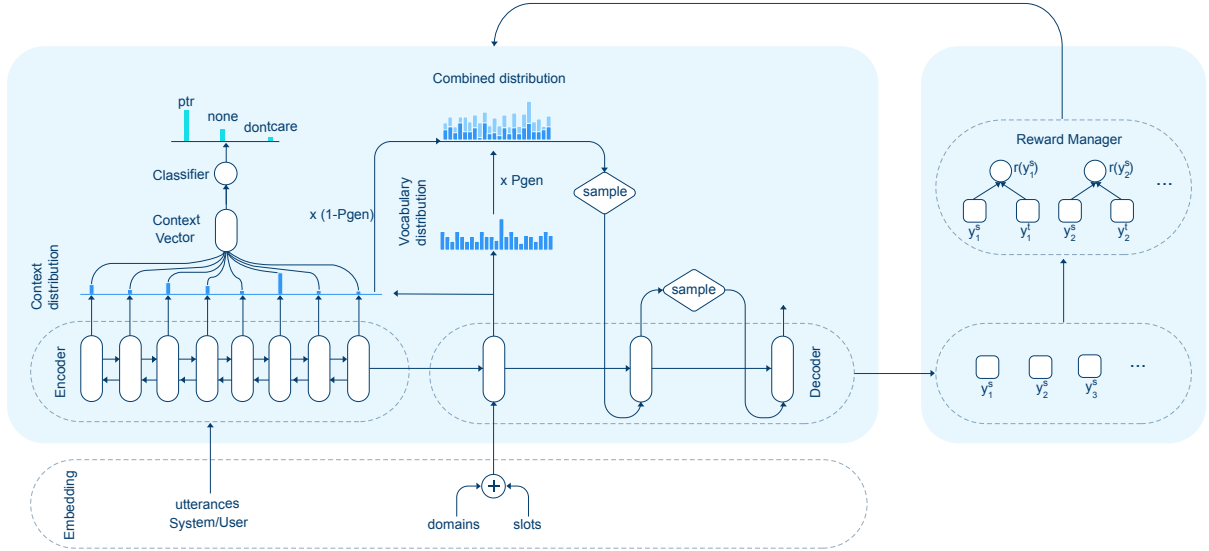 Combined distribution
ptr
none
dontcare
Classifier
Context
Vector
Context
distribution
x (1-Pgen)
Vocabulary
distribution
x Pgen
sample
sample
Encoder
Decoder
Embedding
utterances
System/User
domains
slots
Reward Manager
r(y₁ˢ) r(y₂ˢ) ...
y₁ˢ y₁ᵗ y₂ˢ y₂ᵗ
y₁ˢ y₂ˢ y₃ˢ ...